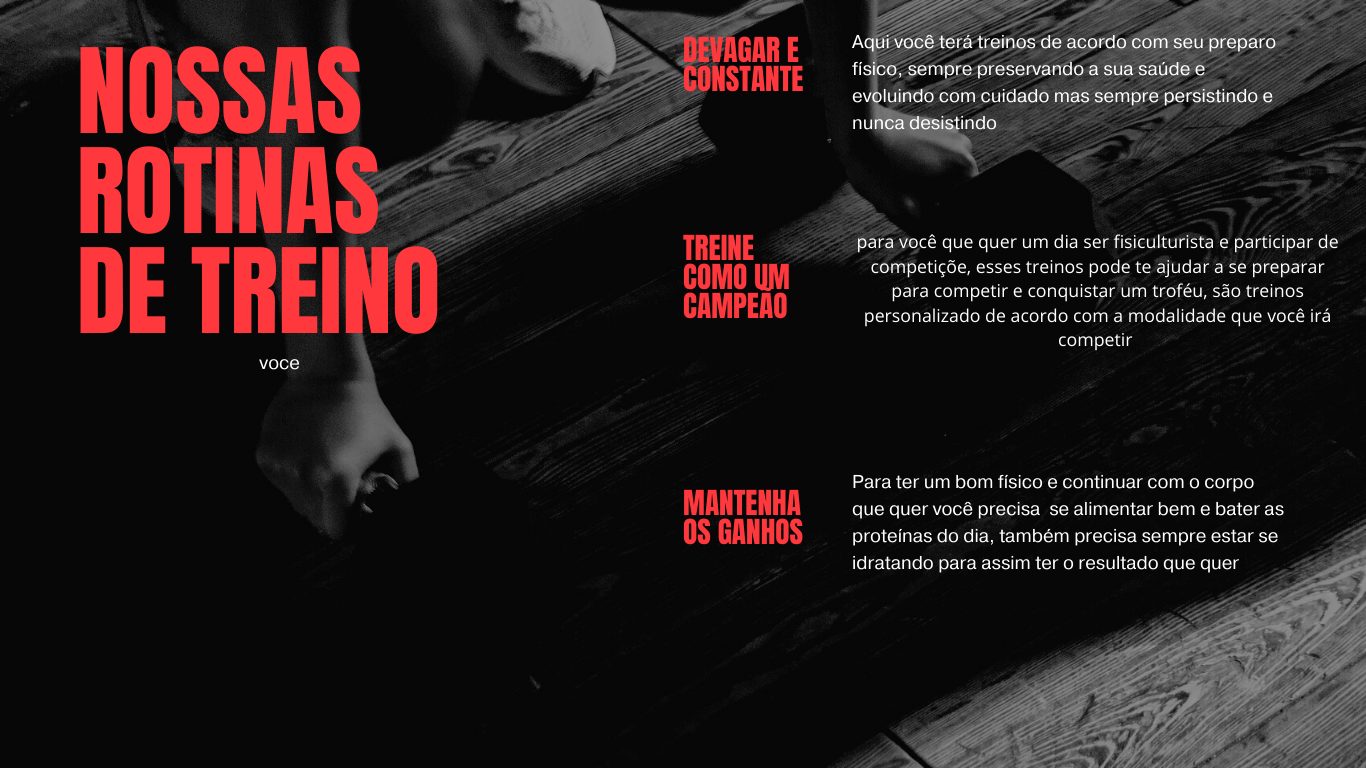 NOSSAS
ROTINAS
DE TREINO
voce
DEVAGAR E
CONSTANTE
Aqui você terá treinos de acordo com seu preparo
físico, sempre preservando a sua saúde e
evoluindo com cuidado mas sempre persistindo e
nunca desistindo
TREINE
COMO UM
CAMPEÃO
para você que quer um dia ser fisiculturista e participar de
competiçõe, esses treinos pode te ajudar a se preparar
para competir e conquistar um troféu, são treinos
personalizado de acordo com a modalidade que você irá
competir
MANTENHA
OS GANHOS
Para ter um bom físico e continuar com o corpo
que quer você precisa  se alimentar bem e bater as
proteínas do dia, também precisa sempre estar se
idratando para assim ter o resultado que quer